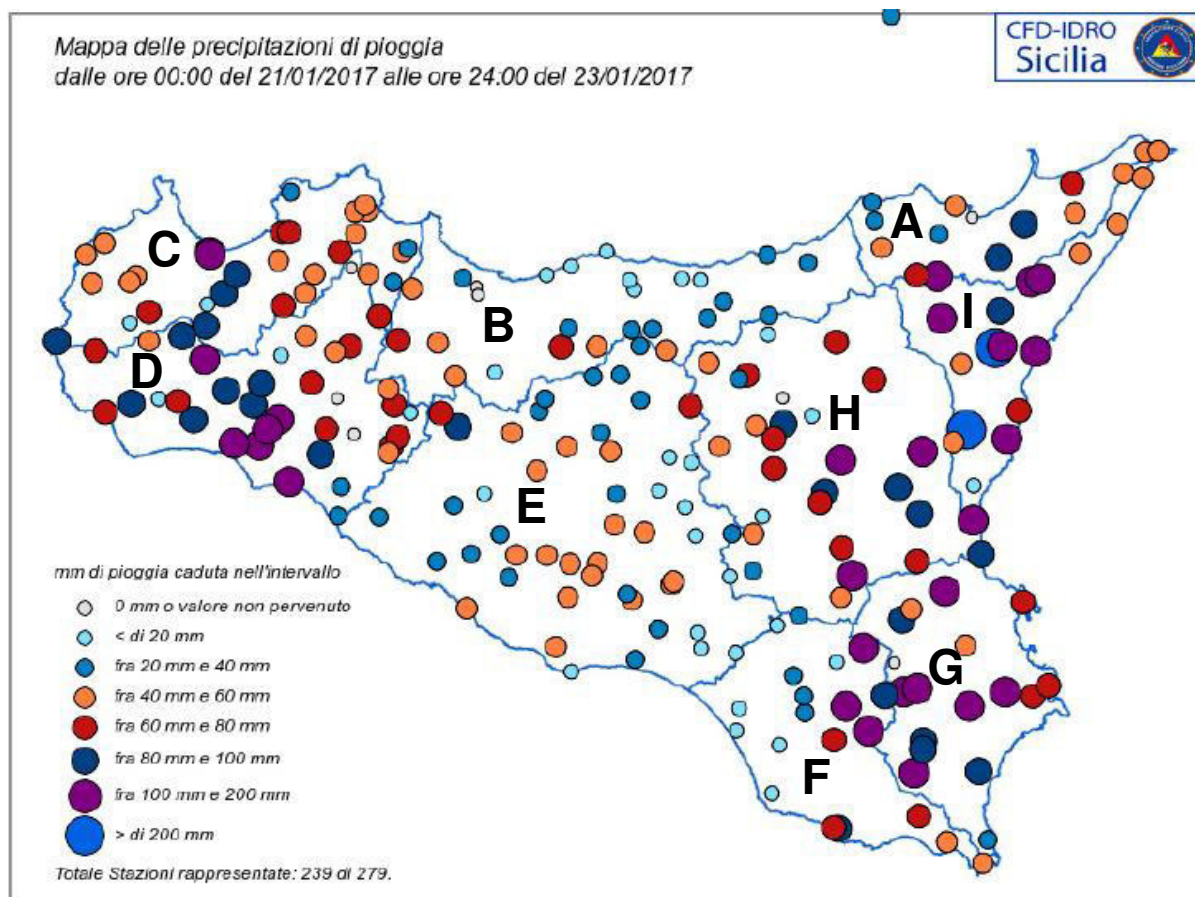 Mappa delle precipitazioni di pioggia
dalle ore 00:00 del 21/01/2017 alle ore 24:00 del 23/01/2017
CFD-IDRO
Sicilia
A
C
I
B
D
H
E
G
F
mm di pioggia caduta nell'intervallo
0 mm o valore non pervenuto
< di 20 mm
fra 20 mm e 40 mm
fra 40 mm e 60 mm
fra 60 mm e 80 mm
fra 80 mm e 100 mm
fra 100 mm e 200 mm
> di 200 mm
Totale Stazioni rappresentate: 239 di 279.